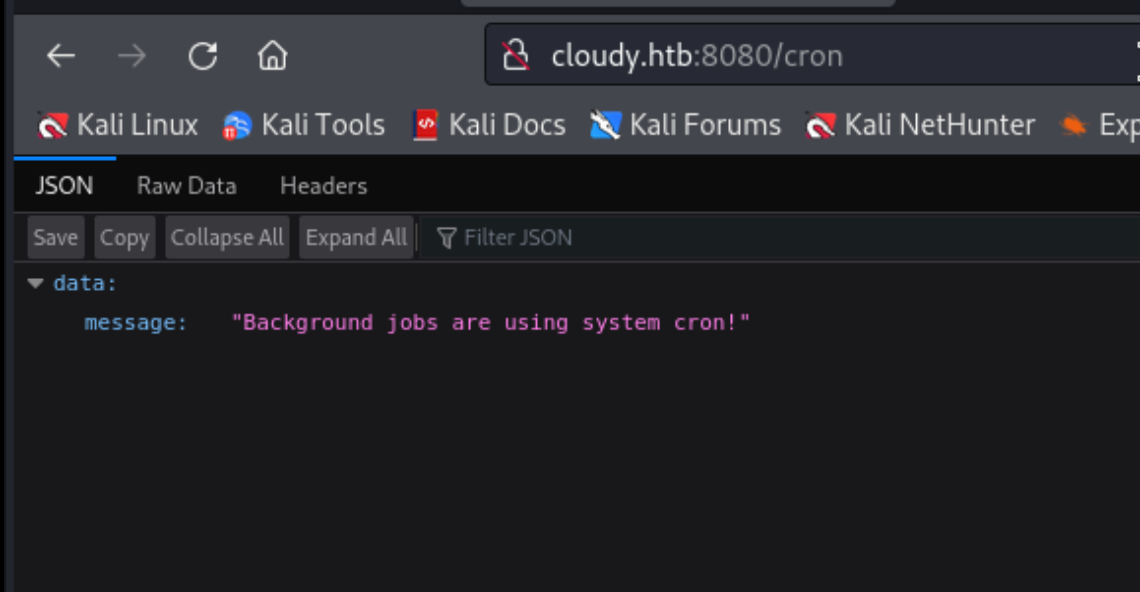 cloudy.htb:8080/cron
Kali Linux Kali Tools Kali Docs Kali Forums Kali NetHunter Exp
JSON Raw Data Headers
Save Copy Collapse All Expand All Filter JSON
data:
message: "Background jobs are using system cron!"